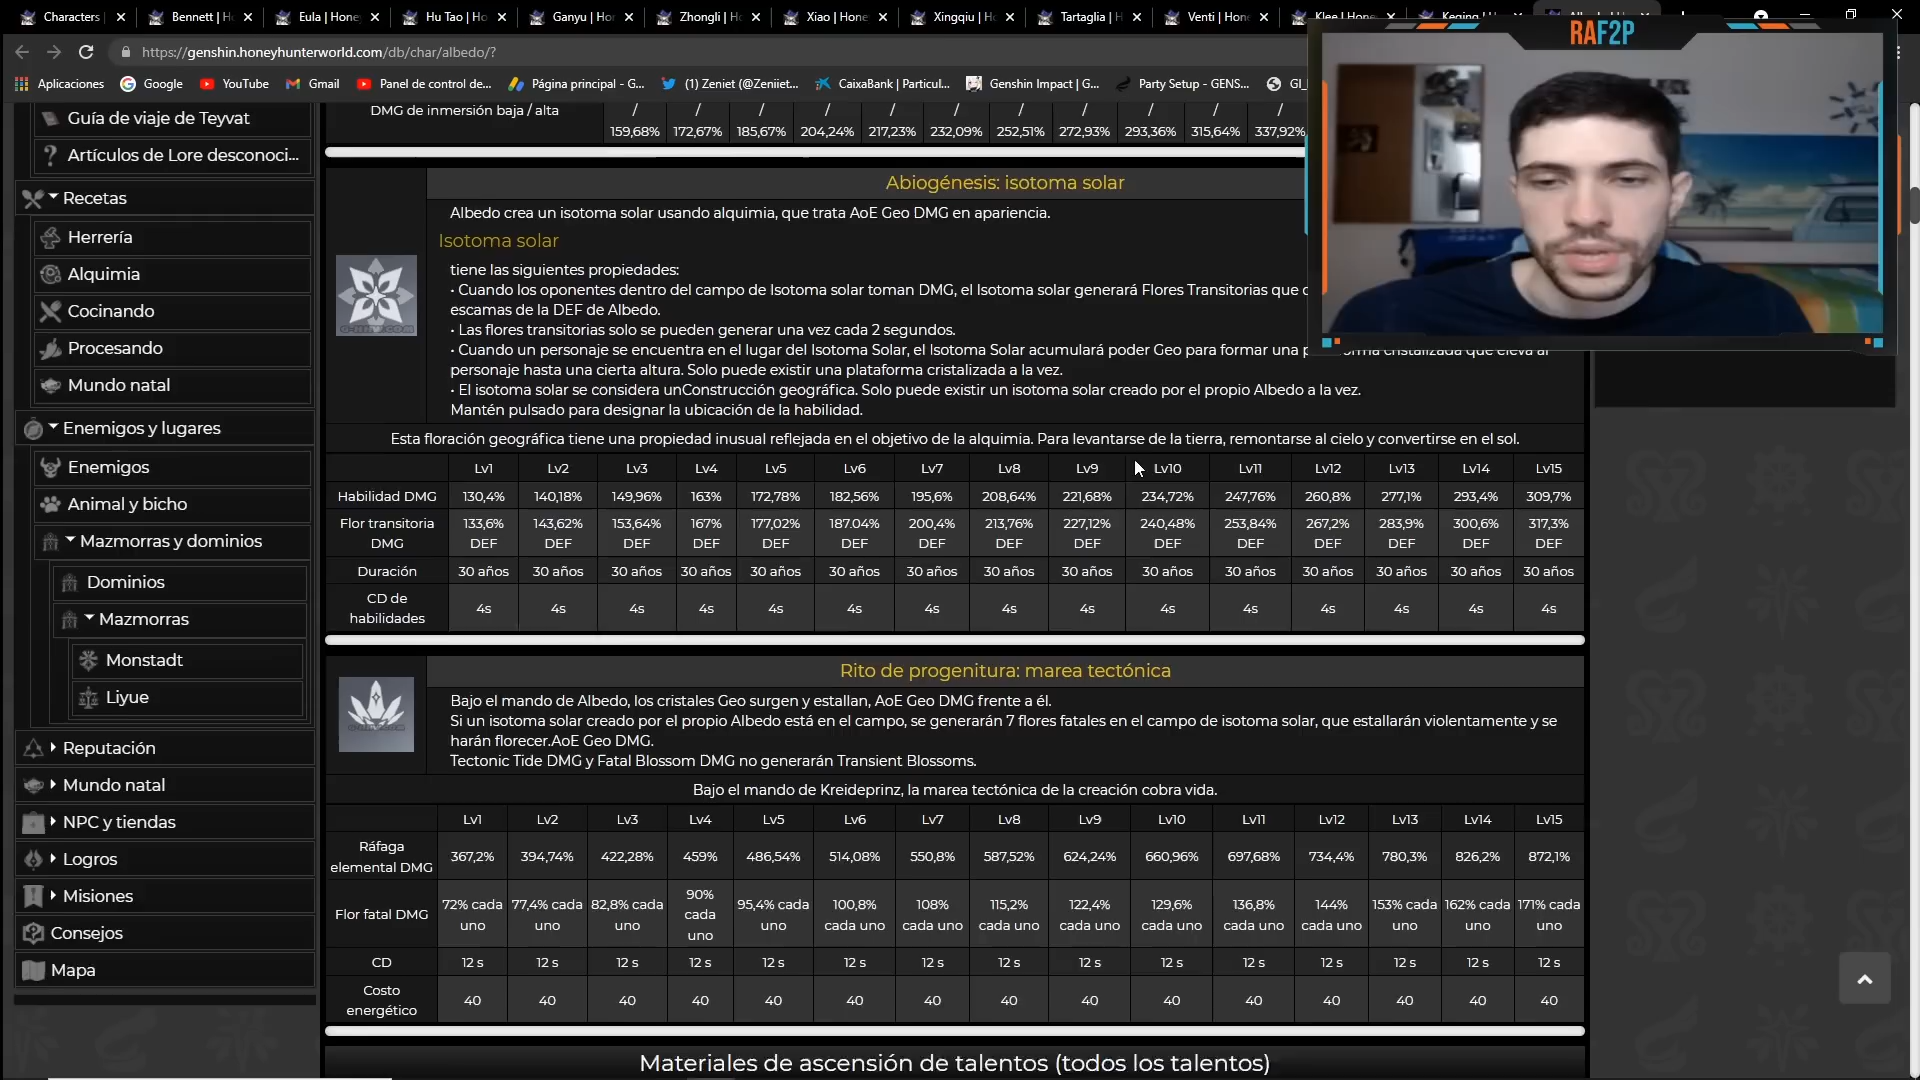 Characters
Bennett | H
Eula | Hone
Hu Tao | Ho
Ganyu | Ho
Zhongli | H
Xiao | Hone
Xingqiu | H
Tartaglia | H
Venti | Hone
Klee | Hone
Keqing | H
https://genshin.honeyhunterworld.com/db/char/albedo/?
Aplicaciones
Google
YouTube
Gmail
Panel de control de...
Página principal - G...
(1) Zeniet (@Zeniiet...
CaixaBank | Particul...
Genshin Impact | G...
Party Setup - GENS...
RAF2P
Guía de viaje de Teyvat
Artículos de Lore desconoci...
Recetas
Herrería
Alquimia
Cocinando
Procesando
Mundo natal
Enemigos y lugares
Enemigos
Animal y bicho
Mazmorras y dominios
Dominios
Mazmorras
Monstadt
Liyue
Reputación
Mundo natal
NPC y tiendas
Logros
Misiones
Consejos
Mapa
DMG de inmersión baja / alta / / / / / / / / / / /
159,68% 172,67% 185,67% 204,24% 217,23% 232,09% 252,51% 272,93% 293,36% 315,64% 337,92%
Abiogénesis: isotoma solar
Albedo crea un isotoma solar usando alquimia, que trata AoE Geo DMG en apariencia.
Isotoma solar
tiene las siguientes propiedades:
• Cuando los oponentes dentro del campo de Isotoma solar toman DMG, el Isotoma solar generará Flores Transitorias que
escamas de la DEF de Albedo.
• Las flores transitorias solo se pueden generar una vez cada 2 segundos.
• Cuando un personaje se encuentra en el lugar del Isotoma Solar, el Isotoma Solar acumulará poder Geo para formar una cristalizada que eleva al
personaje hasta una cierta altura. Solo puede existir una plataforma cristalizada a la vez.
• El isotoma solar se considera unConstrucción geográfica. Solo puede existir un isotoma solar creado por el propio Albedo a la vez.
Mantén pulsado para designar la ubicación de la habilidad.
Esta floración geográfica tiene una propiedad inusual reflejada en el objetivo de la alquimia. Para levantarse de la tierra, remontarse al cielo y convertirse en el sol.
Lv1 Lv2 Lv3 Lv4 Lv5 Lv6 Lv7 Lv8 Lv9 Lv10 Lv11 Lv12 Lv13 Lv14 Lv15
Habilidad DMG 130,4% 140,18% 149,96% 163% 172,78% 182,56% 195,6% 208,64% 221,68% 234,72% 247,76% 260,8% 277,1% 293,4% 309,7%
Flor transitoria 133,6% 143,62% 153,64% 167% 177,02% 187.04% 200,4% 213,76% 227,12% 240,48% 253,84% 267,2% 283,9% 300,6% 317,3%
DMG DEF DEF DEF DEF DEF DEF DEF DEF DEF DEF DEF DEF DEF DEF DEF
Duración 30 años 30 años 30 años 30 años 30 años 30 años 30 años 30 años 30 años 30 años 30 años 30 años 30 años 30 años 30 años
CD de
habilidades 4s 4s 4s 4s 4s 4s 4s 4s 4s 4s 4s 4s 4s 4s 4s
Rito de progenitura: marea tectónica
Bajo el mando de Albedo, los cristales Geo surgen y estallan, AoE Geo DMG frente a él.
Si un isotoma solar creado por el propio Albedo está en el campo, se generarán 7 flores fatales en el campo de isotoma solar, que estallarán violentamente y se
harán florecer.AoE Geo DMG.
Tectonic Tide DMG y Fatal Blossom DMG no generarán Transient Blossoms.
Bajo el mando de Kreideprinz, la marea tectónica de la creación cobra vida.
Lv1 Lv2 Lv3 Lv4 Lv5 Lv6 Lv7 Lv8 Lv9 Lv10 Lv11 Lv12 Lv13 Lv14 Lv15
Ráfaga
elemental DMG 367,2% 394,74% 422,28% 459% 486,54% 514,08% 550,8% 587,52% 624,24% 660,96% 697,68% 734,4% 780,3% 826,2% 872,1%
Flor fatal DMG 72% cada uno 77,4% cada uno 82,8% cada uno 90% cada uno 95,4% cada uno 100,8% cada uno 108% cada uno 115,2% cada uno 122,4% cada uno 129,6% cada uno 136,8% cada uno 144% cada uno 153% cada uno 162% cada uno 171% cada uno
CD 12 s 12 s 12 s 12 s 12 s 12 s 12 s 12 s 12 s 12 s 12 s 12 s 12 s 12 s 12 s
Costo
energético 40 40 40 40 40 40 40 40 40 40 40 40 40 40 40
Materiales de ascensión de talentos (todos los talentos)